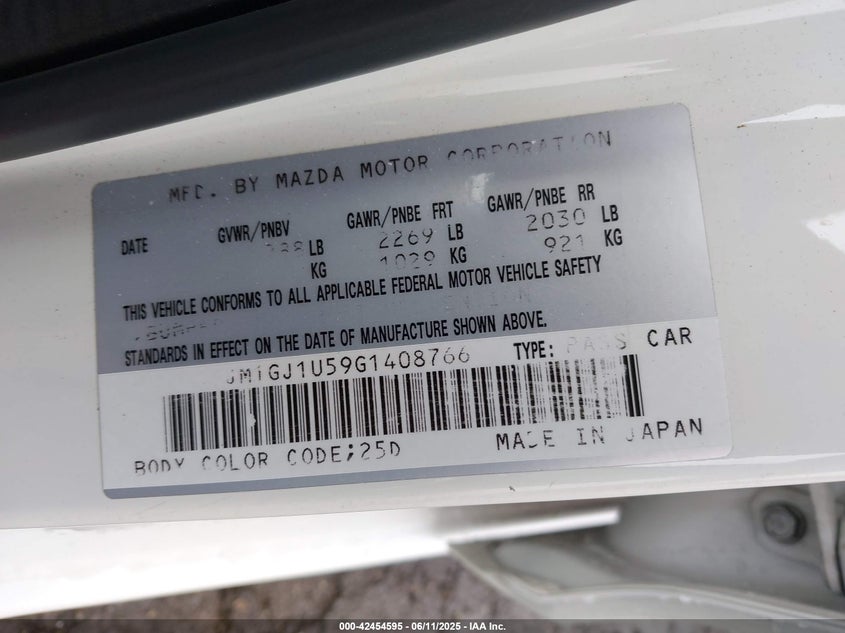 MFD. BY MAZDA MOTOR CORPORATION
DATE GVWR/PNBV GAWR/PNBE FRT GAWR/PNBE RR
LB 2269 LB 2030 LB
KG 1029 KG 921 KG
THIS VEHICLE CONFORMS TO ALL APPLICABLE FEDERAL MOTOR VEHICLE SAFETY
STANDARDS IN EFFECT ON THE DATE OF MANUFACTURE SHOWN ABOVE.
JM1GJ1U59G1408766 TYPE: PASS CAR
BODY COLOR CODE;25D MADE IN JAPAN
000-42454595 - 06/11/2025 - IAA Inc.